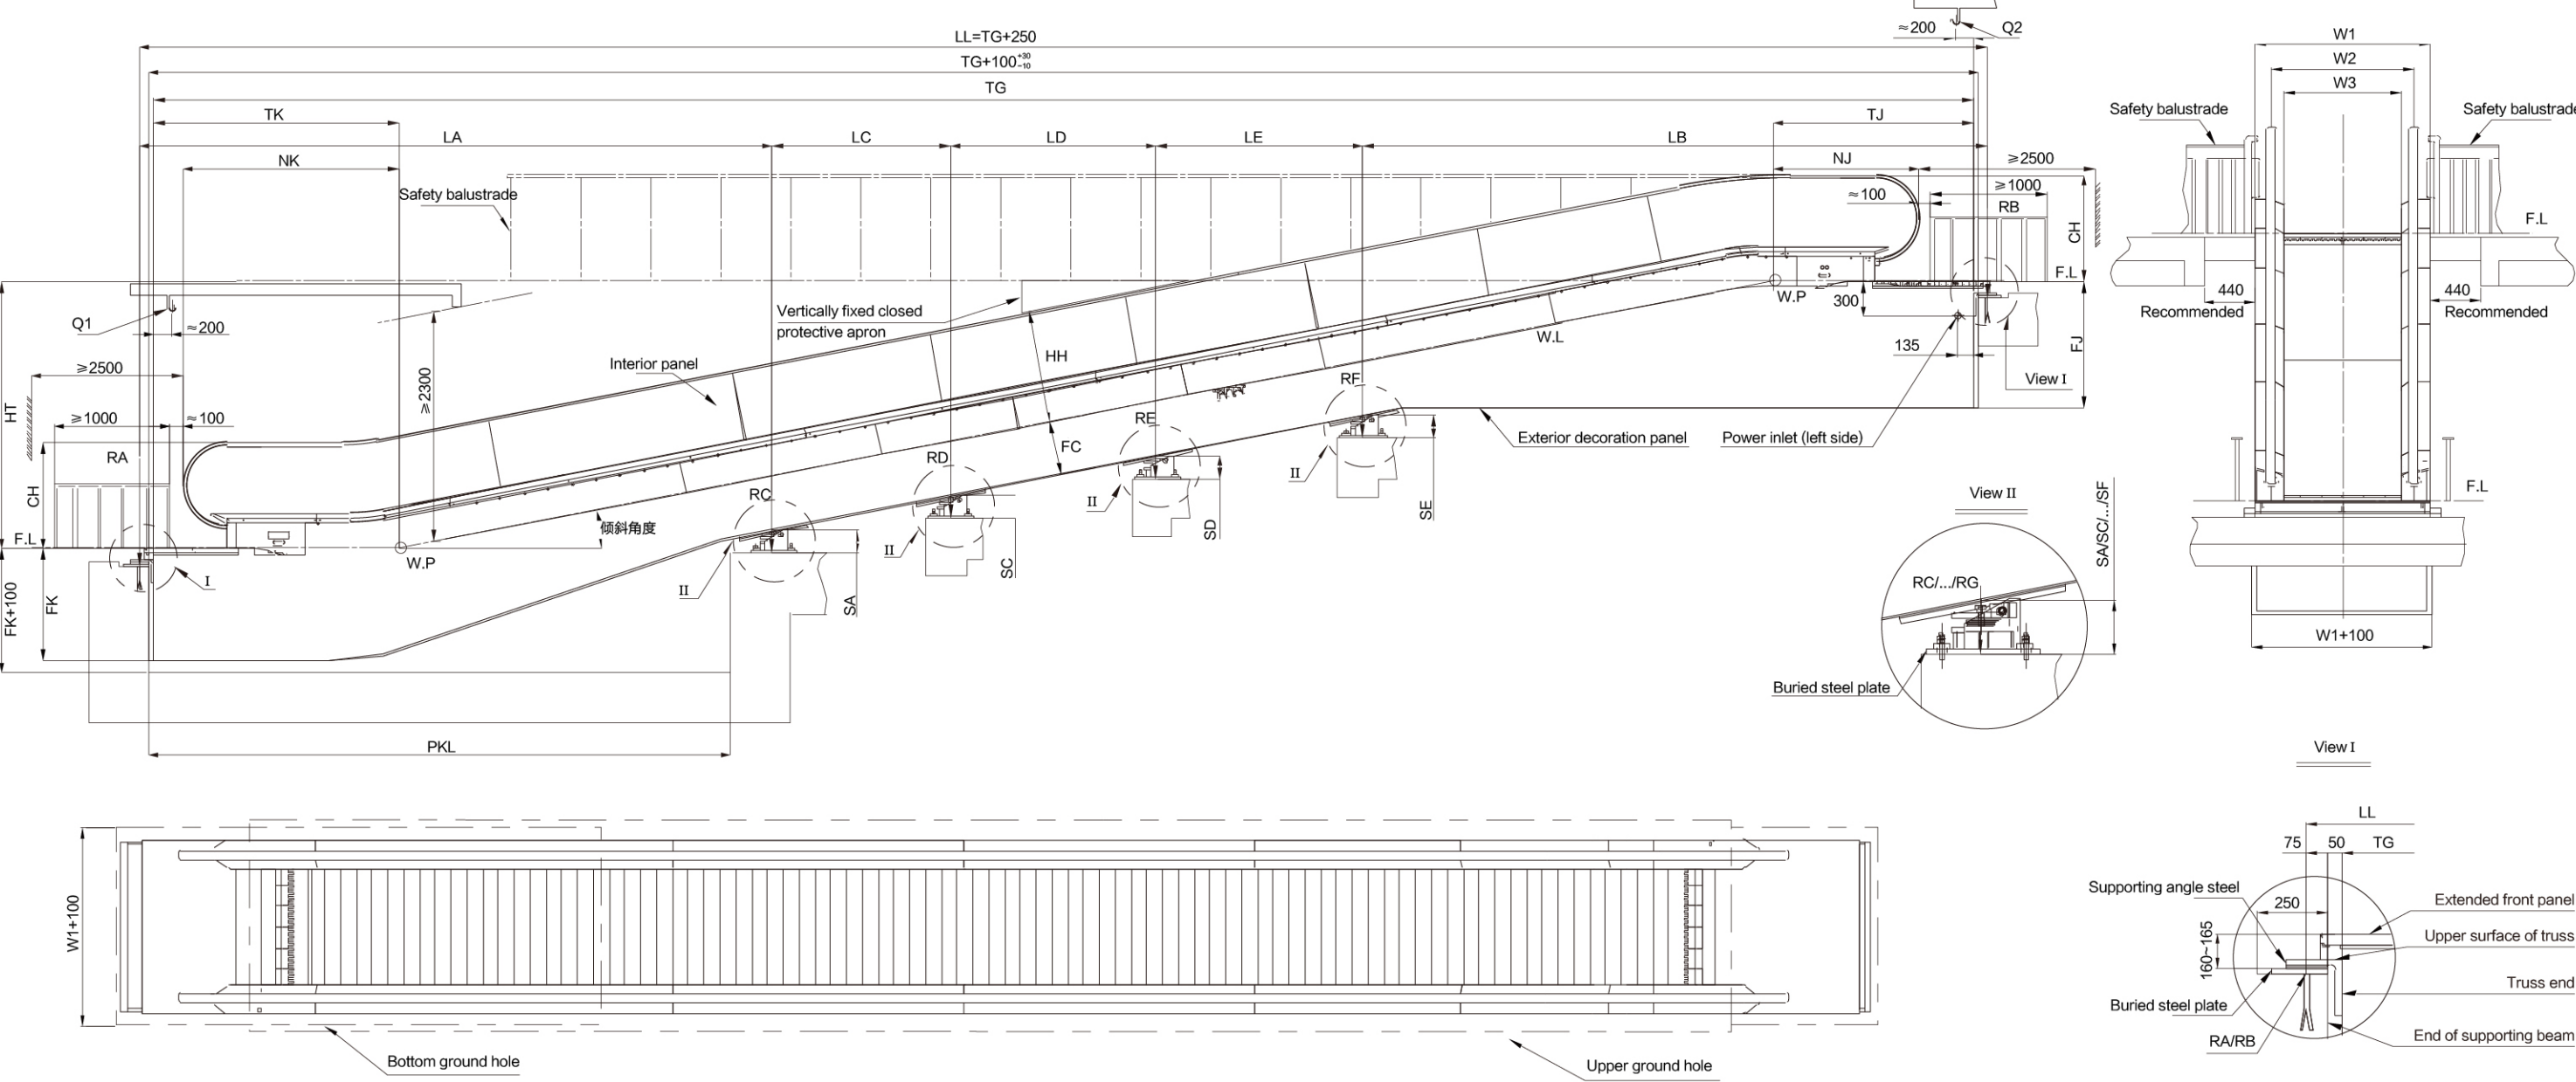 Q2
≈200
LL=TG+250
TG+100 +30 -10
TG
TK
TJ
LA
LC
LD
LE
LB
NK
NJ
≥2500
Safety balustrade
≈100
≥1000
RB
CH
F.L
W.P
300
135
FJ
View I
Q1
≈200
≥2500
≥1000
≈100
RA
HT
CH
F.L
FK+100
FK
I
≥2300
Vertically fixed closed
protective apron
Interior panel
HH
FC
W.L
倾斜角度
W.P
RC
RD
RE
RF
II
II
II
II
SA
SC
SD
SE
Exterior decoration panel
Power inlet (left side)
PKL
W1
W2
W3
Safety balustrade
Safety balustrade
F.L
440
Recommended
440
Recommended
F.L
W1+100
View II
SA/SC/.../SF
RC/.../RG
Buried steel plate
View I
LL
75
50
TG
Supporting angle steel
250
160~165
Extended front panel
Upper surface of truss
Truss end
Buried steel plate
RA/RB
End of supporting beam
W1+100
Bottom ground hole
Upper ground hole